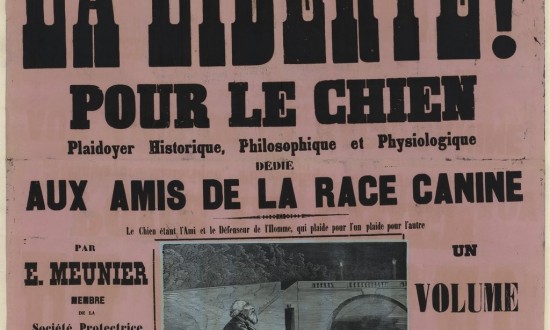 LA LIBERTÉ!
POUR LE CHIEN
Plaidoyer Historique, Philosophique et Physiologique
DÉDIÉ
AUX AMIS DE LA RACE CANINE
Le Chien étant l'Ami et le Défenseur de l'Homme, qui plaide pour l'un plaide pour l'autre
PAR
E. MEUNIER
MEMBRE
DE LA
Société Protectrice
UN
VOLUME